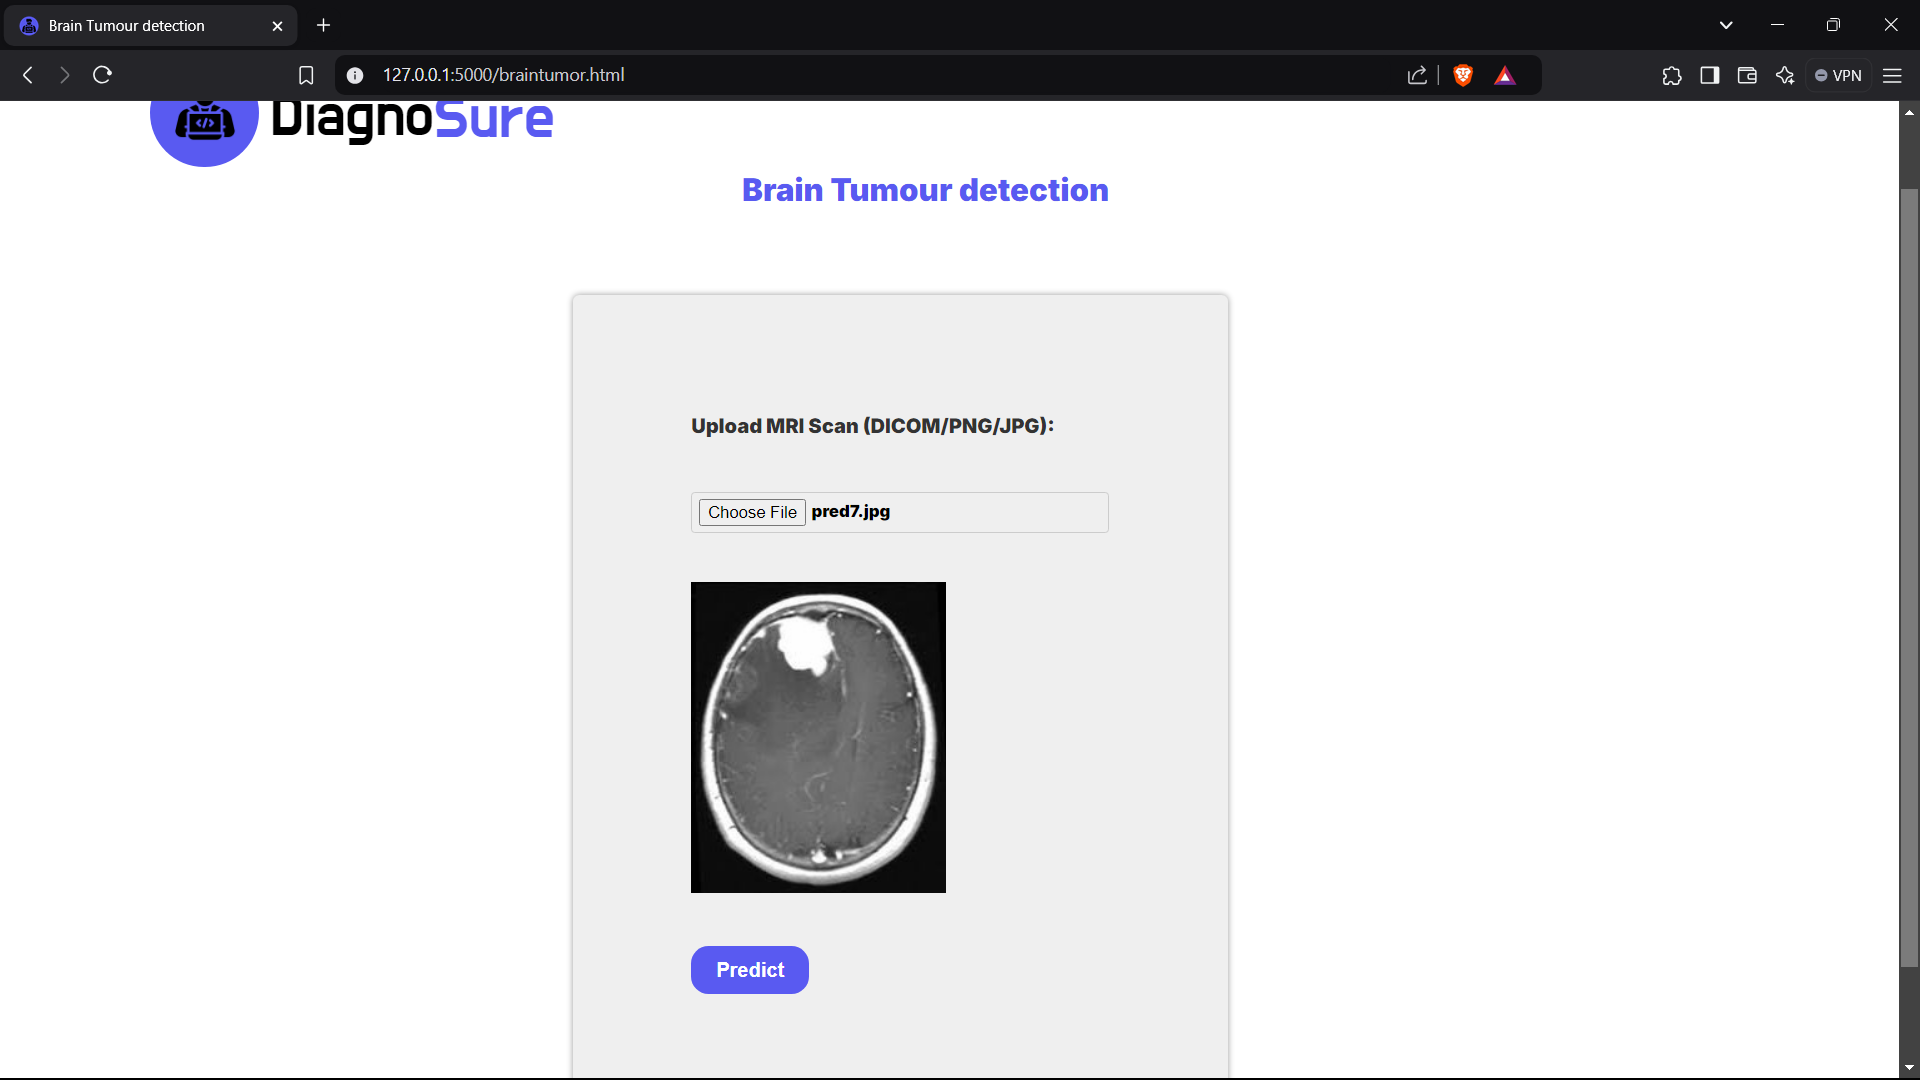 Brain Tumour detection
127.0.0.1:5000/braintumor.html
VPN
</>
DiagnoSure
Brain Tumour detection
Upload MRI Scan (DICOM/PNG/JPG):
Choose File pred7.jpg
Predict